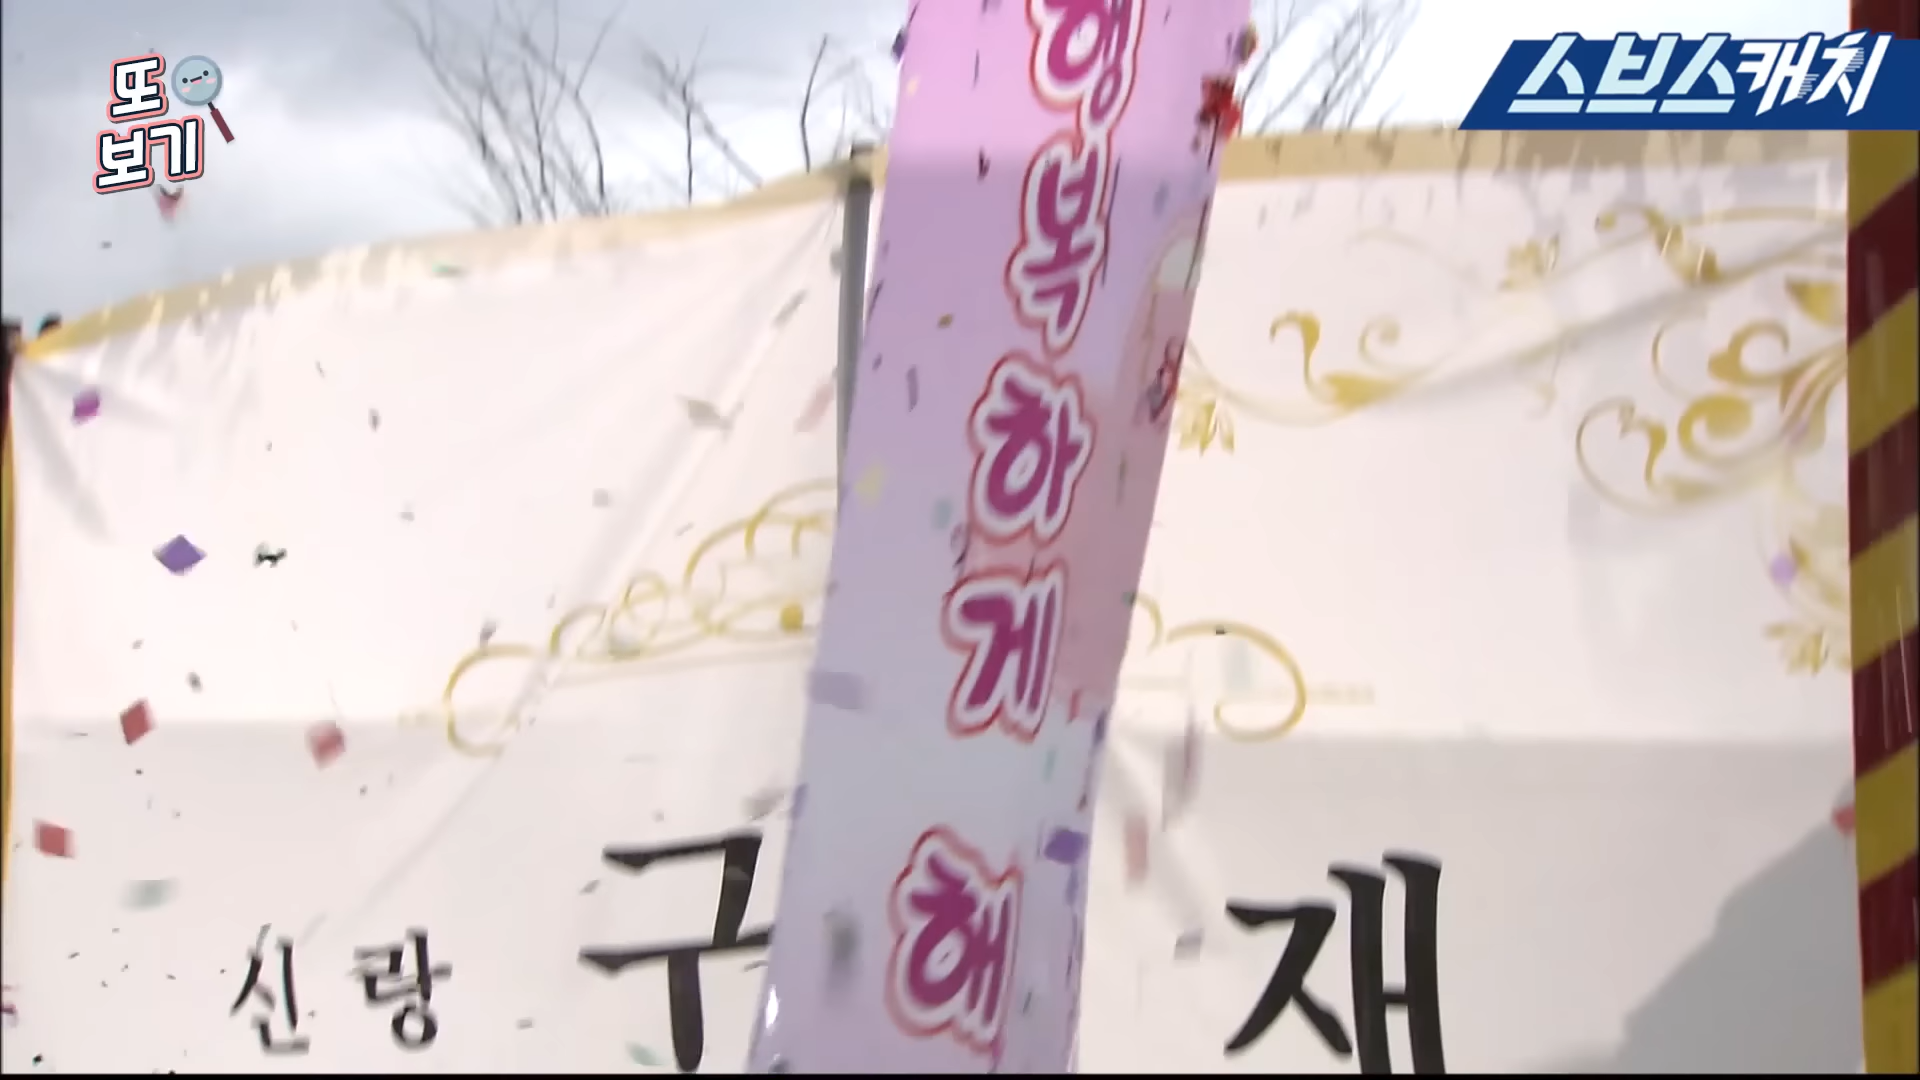 또
보기
스브스캐치
행복하게
해
신랑 구 재